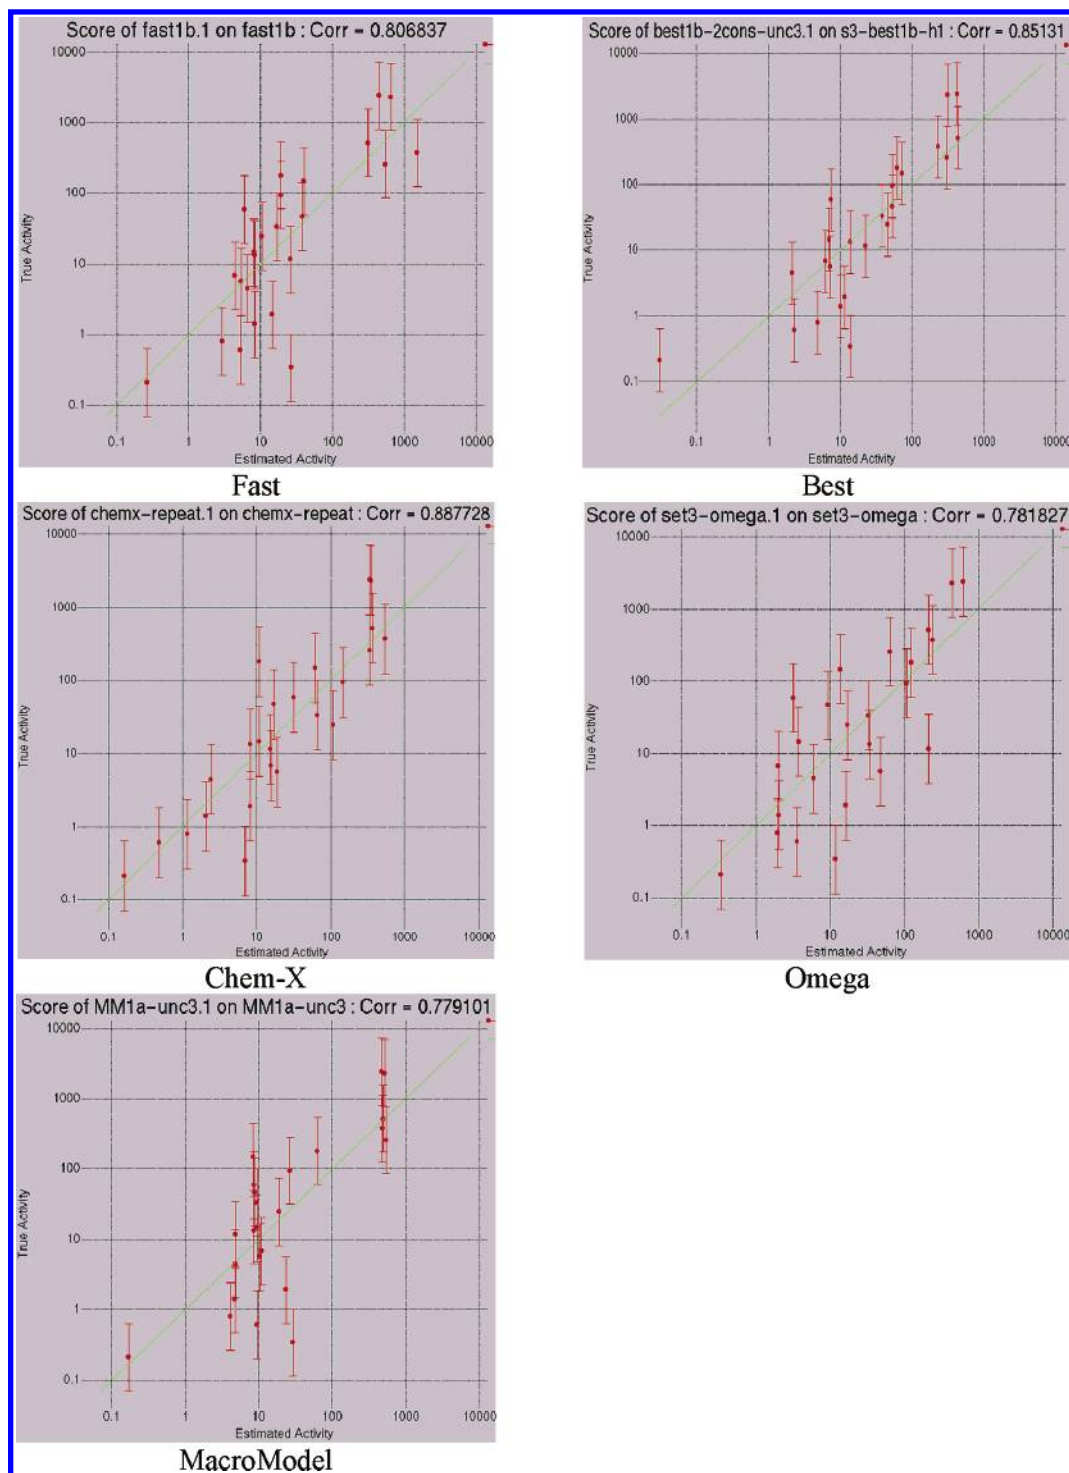 Score of fast1b.1 on fast1b : Corr = 0.806837
10000
1000
100
10
1
0.1
True Activity
0.1 1 10 100 1000 10000
Estimated Activity
Fast
Score of best1b-2cons-unc3.1 on s3-best1b-h1 : Corr = 0.85131
10000
1000
100
10
1
0.1
True Activity
0.1 1 10 100 1000 10000
Estimated Activity
Best
Score of chemx-repeat.1 on chemx-repeat : Corr = 0.887728
10000
1000
100
10
1
0.1
True Activity
0.1 1 10 100 1000 10000
Estimated Activity
Chem-X
Score of set3-omega.1 on set3-omega : Corr = 0.781827
10000
1000
100
10
1
0.1
True Activity
0.1 1 10 100 1000 10000
Estimated Activity
Omega
Score of MM1a-unc3.1 on MM1a-unc3 : Corr = 0.779101
10000
1000
100
10
1
0.1
True Activity
0.1 1 10 100 1000 10000
Estimated Activity
MacroModel